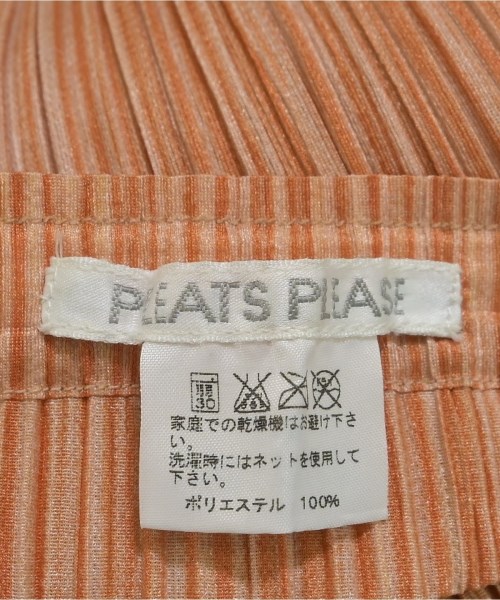 PLEATS PLEASE
30
家庭での乾燥機はお避け下さ
い。
洗濯時にはネットを使用して
下さい。
ポリエステル 100%